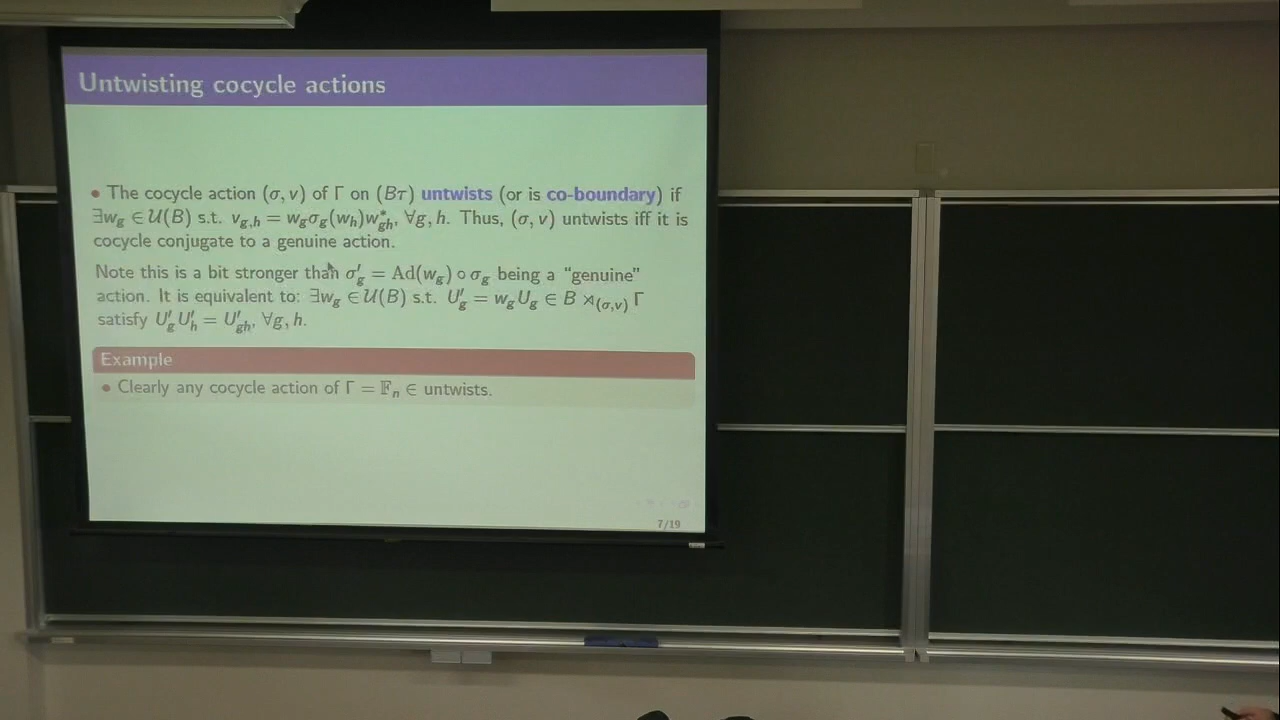 Untwisting cocycle actions
• The cocycle action (σ, v) of Γ on (Bτ) untwists (or is co-boundary) if
∃w_g ∈ U(B) s.t. v_{g,h} = w_g σ_g(w_h)w*_{gh}, ∀g, h. Thus, (σ, v) untwists iff it is
cocycle conjugate to a genuine action.
Note this is a bit stronger than σ′_g = Ad(w_g) ∘ σ_g being a “genuine”
action. It is equivalent to: ∃w_g ∈ U(B) s.t. U′_g = w_g U_g ∈ B ⋊_{(σ,v)} Γ
satisfy U′_g U′_h = U′_{gh}, ∀g, h.
Example
• Clearly any cocycle action of Γ = 𝔽_n ∈ untwists.
7/19